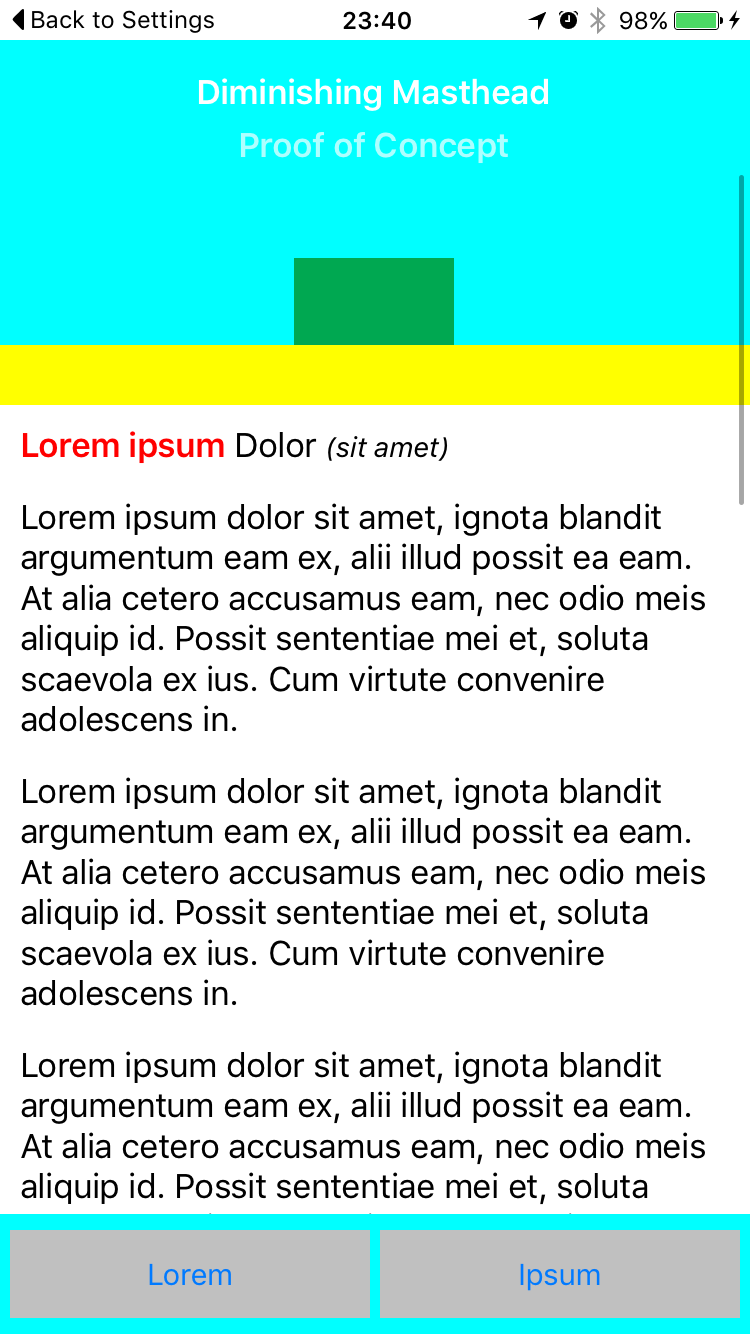 Back to Settings 23:40 98%
Diminishing Masthead
Proof of Concept
Lorem ipsum Dolor (sit amet)
Lorem ipsum dolor sit amet, ignota blandit
argumentum eam ex, alii illud possit ea eam.
At alia cetero accusamus eam, nec odio meis
aliquip id. Possit sententiae mei et, soluta
scaevola ex ius. Cum virtute convenire
adolescens in.
Lorem ipsum dolor sit amet, ignota blandit
argumentum eam ex, alii illud possit ea eam.
At alia cetero accusamus eam, nec odio meis
aliquip id. Possit sententiae mei et, soluta
scaevola ex ius. Cum virtute convenire
adolescens in.
Lorem ipsum dolor sit amet, ignota blandit
argumentum eam ex, alii illud possit ea eam.
At alia cetero accusamus eam, nec odio meis
aliquip id. Possit sententiae mei et, soluta
Lorem Ipsum